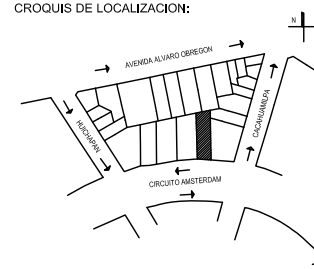 CROQUIS DE LOCALIZACION:
N
AVENIDA ALVARO OBREGON
HUICHAPAN
CACAHUAMILPA
CIRCUITO AMSTERDAM